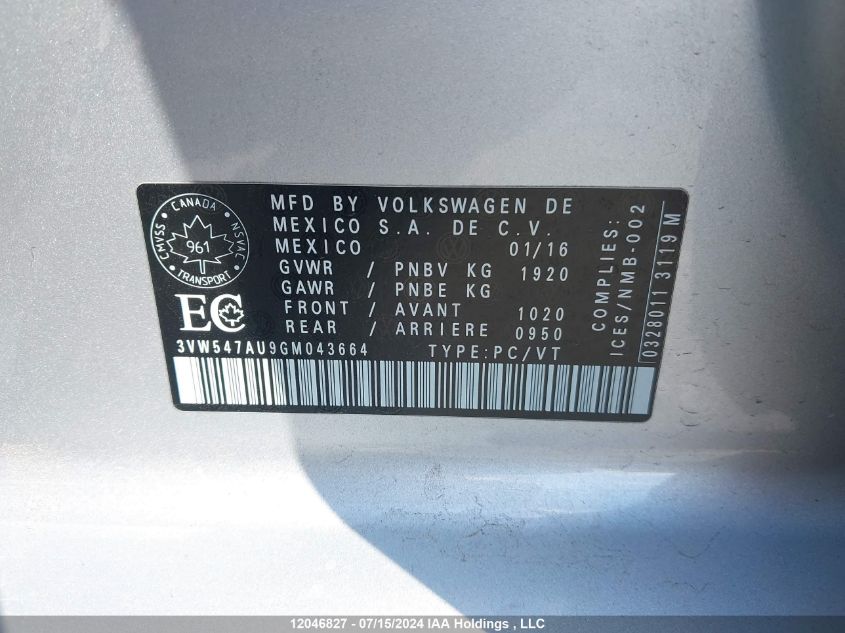 CANADA
CMVSS 961 NSVAC
TRANSPORT
EC
MFD BY VOLKSWAGEN DE
MEXICO S.A. DE C.V.
MEXICO 01/16
GVWR / PNBV KG 1920
GAWR / PNBE KG
FRONT / AVANT 1020
REAR / ARRIERE 0950
3VW547AU9GM043664 TYPE:PC/VT
COMPLIES:
ICES/NMB-002
03280111 3119 M
12046827 - 07/15/2024 IAA Holdings , LLC